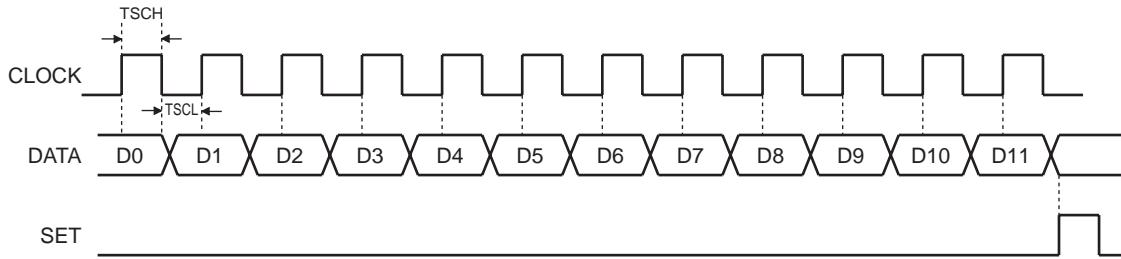 TSCH
CLOCK
TSCL
DATA D0 D1 D2 D3 D4 D5 D6 D7 D8 D9 D10 D11
SET